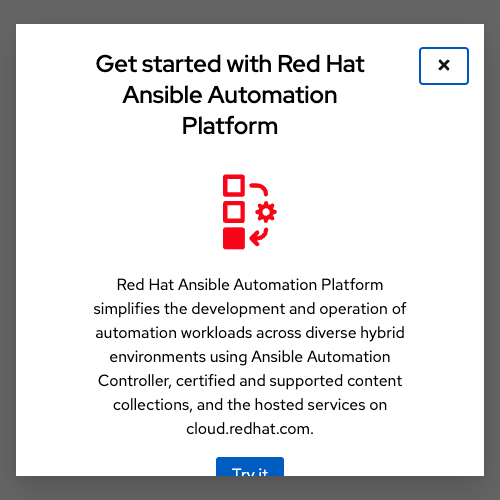 Get started with Red Hat
Ansible Automation
Platform
Red Hat Ansible Automation Platform
simplifies the development and operation of
automation workloads across diverse hybrid
environments using Ansible Automation
Controller, certified and supported content
collections, and the hosted services on
cloud.redhat.com.
Try it